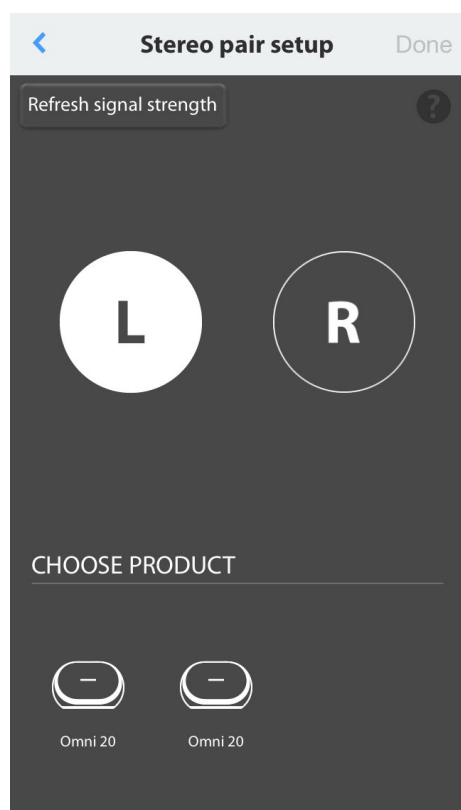 Stereo pair setup Done
Refresh signal strength ?
L R
CHOOSE PRODUCT
Omni 20 Omni 20